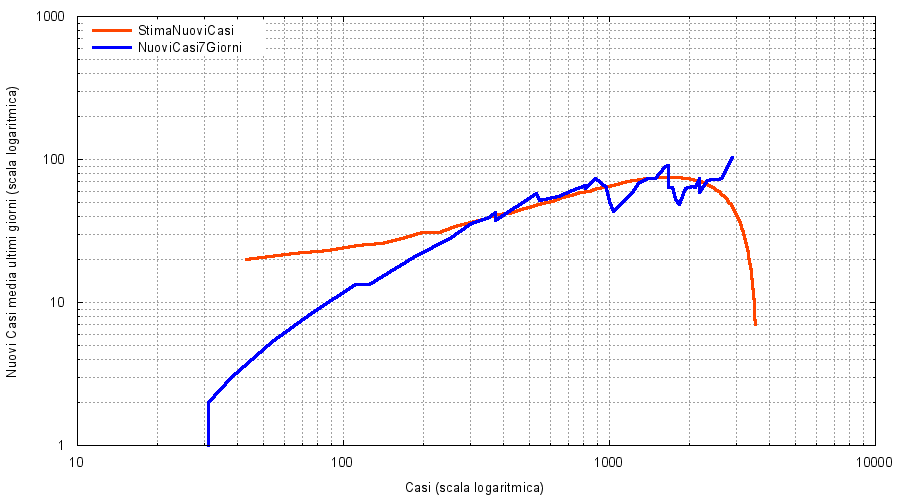 1000
StimaNuoviCasi
NuoviCasi7Giorni
100
10
1
10
100
1000
10000
Nuovi Casi media ultimi giorni (scala logaritmica)
Casi (scala logaritmica)